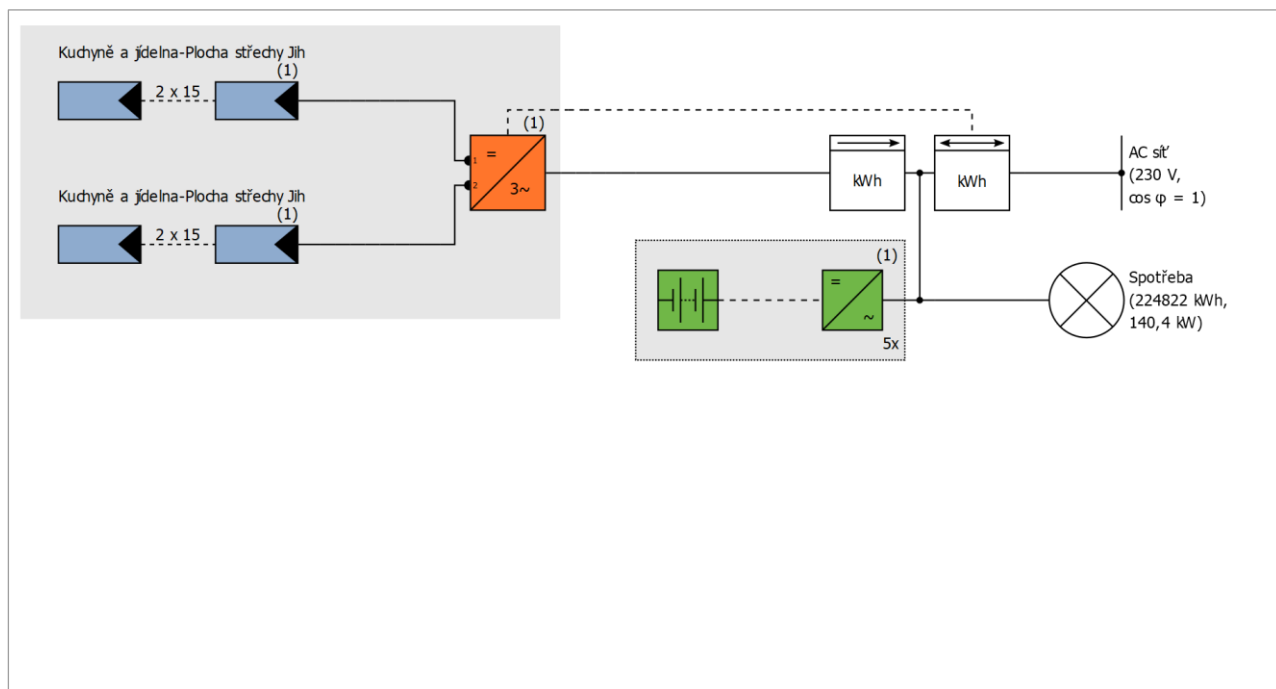 Kuchyně a jídelna-Plocha střechy Jih
(1)
2 x 15
(1)
=
1
3~
2
Kuchyně a jídelna-Plocha střechy Jih
(1)
2 x 15
kWh
kWh
AC síť
(230 V,
cos φ = 1)
(1)
=
~
5x
Spotřeba
(224822 kWh,
140,4 kW)